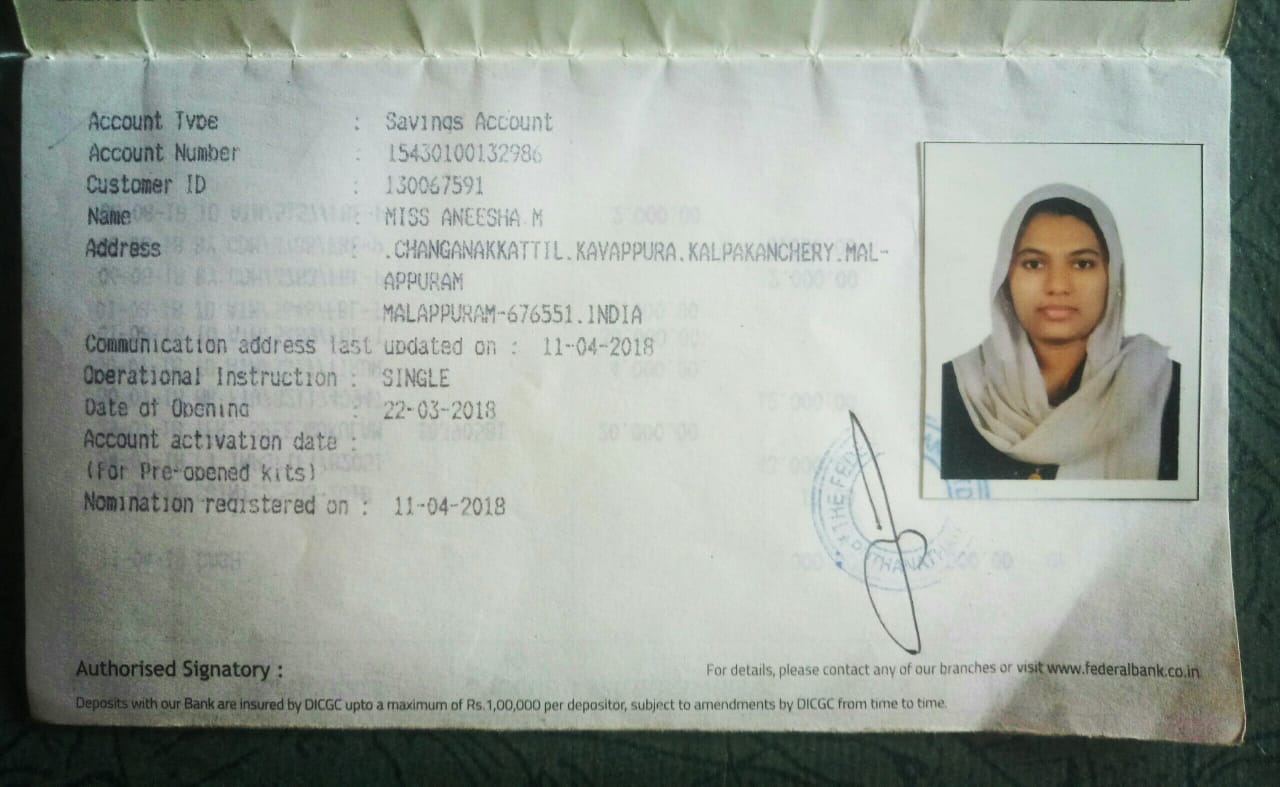 Account Type : Savings Account
Account Number : 15430100132986
Customer ID : 130067591
Name : MISS ANEESHA M
Address : .CHANGANAKKATTIL.KAVAPPURA.KALPAKANCHERY.MAL-
APPURAM
MALAPPURAM-676551.INDIA
Communication address last updated on : 11-04-2018
Operational Instruction : SINGLE
Date of Opening : 22-03-2018
Account activation date :
(for Pre-opened kits)
Nomination registered on : 11-04-2018
THE FEDE
Authorised Signatory :
For details, please contact any of our branches or visit www.federalbank.co.in
Deposits with our Bank are insured by DICGC upto a maximum of Rs.1,00,000 per depositor, subject to amendments by DICGC from time to time.